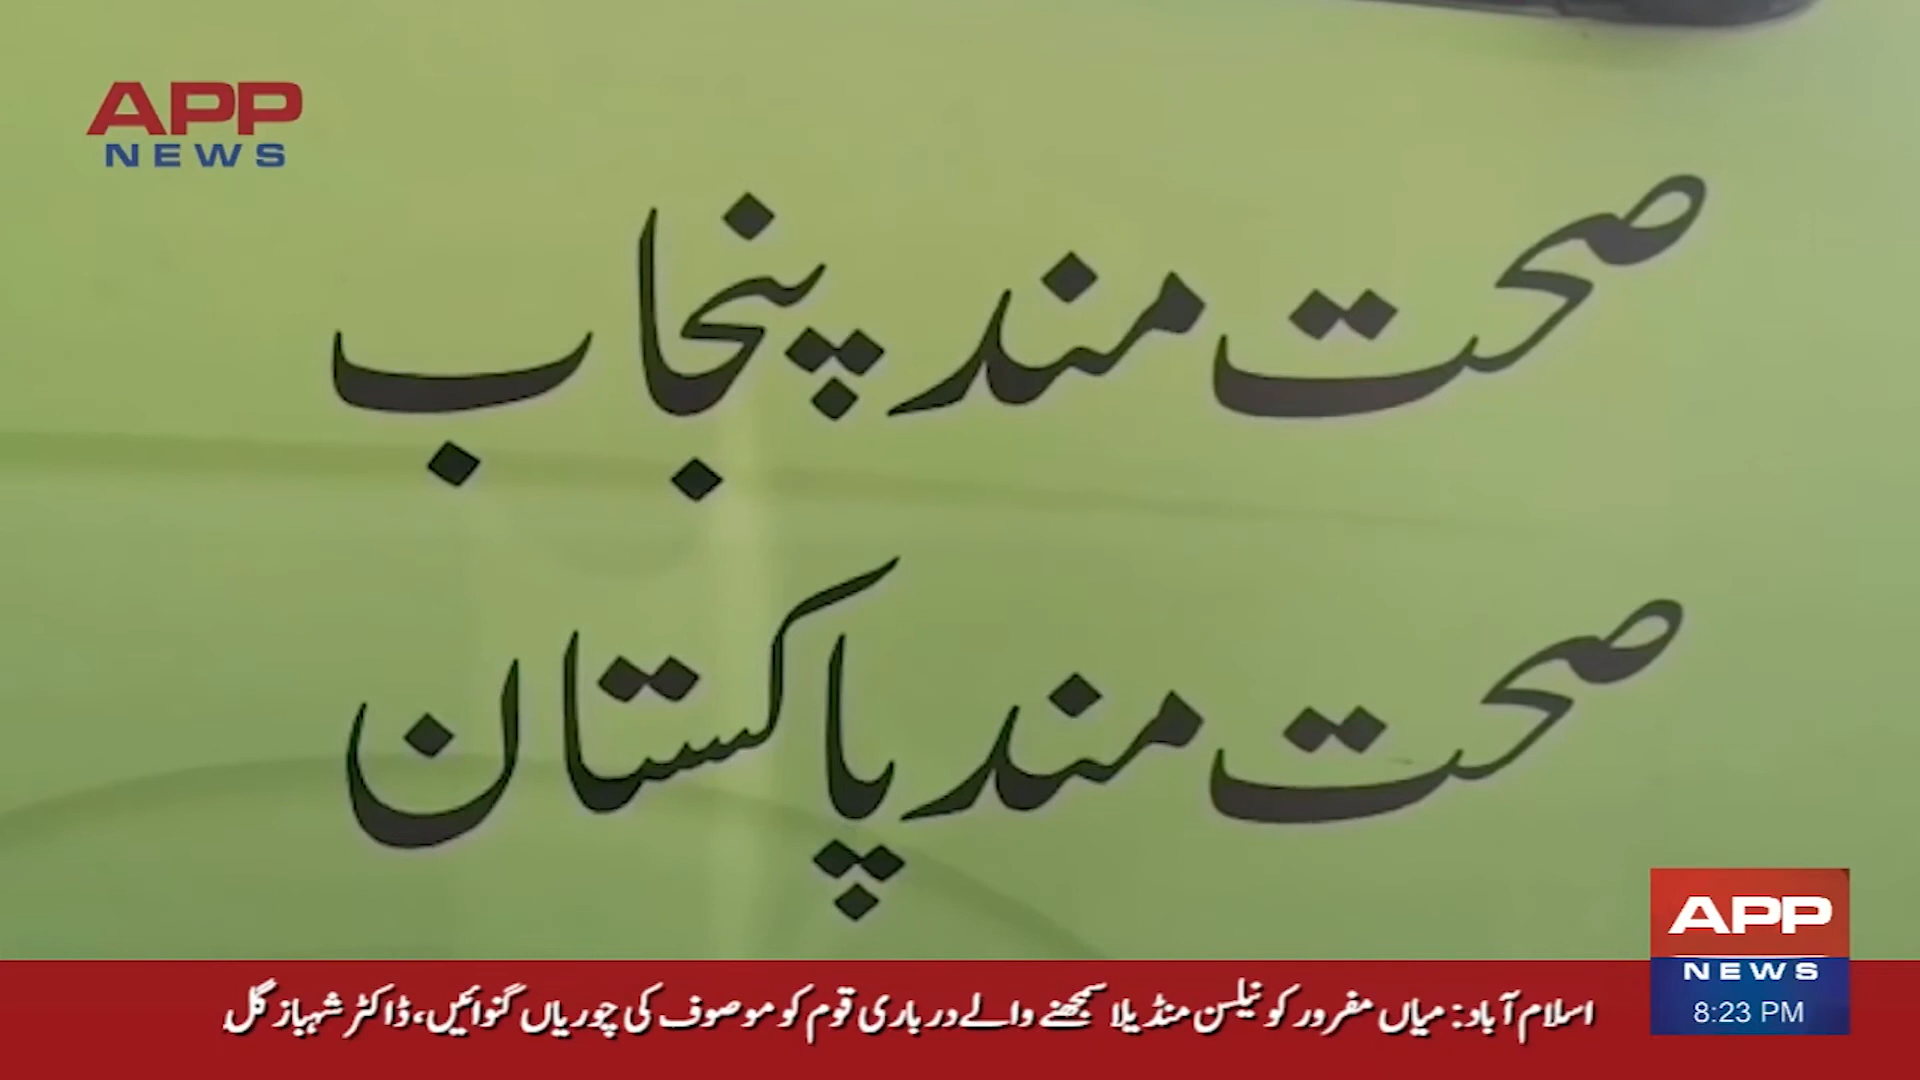 APP
NEWS
صحت مند پنجاب
صحت مند پاکستان
APP
NEWS
8:23 PM
اسلام آباد: میاں مفرور کو نیلسن منڈیلا سمجھنے والے درباری قوم کو موصوف کی چوریاں گنوائیں، ڈاکٹر شہباز گل